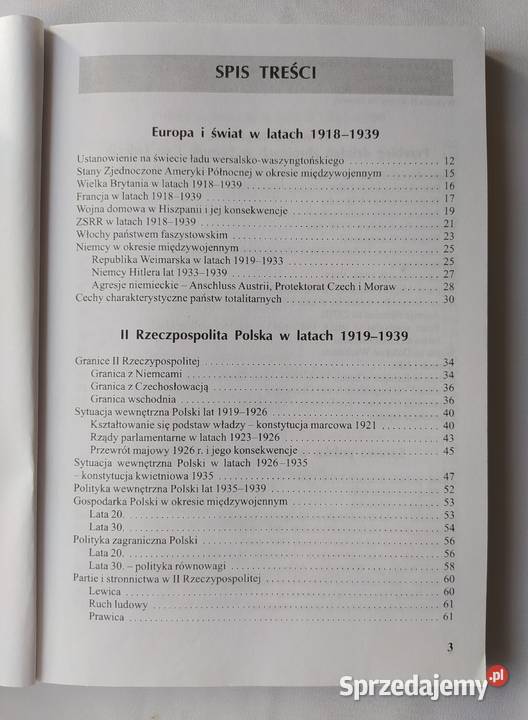 SPIS TREŚCI
Europa i świat w latach 1918–1939
Ustanowienie na świecie ładu wersalsko-waszyngtońskiego 12
Stany Zjednoczone Ameryki Północnej w okresie międzywojennym 15
Wielka Brytania w latach 1918–1939 16
Francja w latach 1918–1939 17
Wojna domowa w Hiszpanii i jej konsekwencje 19
ZSRR w latach 1918–1939 21
Włochy państwem faszystowskim 23
Niemcy w okresie międzywojennym 25
Republika Weimarska w latach 1919–1933 25
Niemcy Hitlera lat 1933–1939 27
Agresje niemieckie – Anschluss Austrii, Protektorat Czech i Moraw 28
Cechy charakterystyczne państw totalitarnych 30
II Rzeczpospolita Polska w latach 1919–1939
Granice II Rzeczypospolitej 34
Granica z Niemcami 34
Granica z Czechosłowacją 36
Granica wschodnia 36
Sytuacja wewnętrzna Polski lat 1919–1926 40
Kształtowanie się podstaw władzy – konstytucja marcowa 1921 40
Rządy parlamentarne w latach 1923–1926 43
Przewrót majowy 1926 r. i jego konsekwencje 45
Sytuacja wewnętrzna Polski w latach 1926–1935
– konstytucja kwietniowa 1935 47
Polityka wewnętrzna Polski lat 1935–1939 52
Gospodarka Polski w okresie międzywojennym 53
Lata 20. 53
Lata 30. 54
Polityka zagraniczna Polski 56
Lata 20. 56
Lata 30. – polityka równowagi 58
Partie i stronnictwa w II Rzeczypospolitej 60
Lewica 60
Ruch ludowy 61
Prawica 61
3
Sprzedajemy.pl